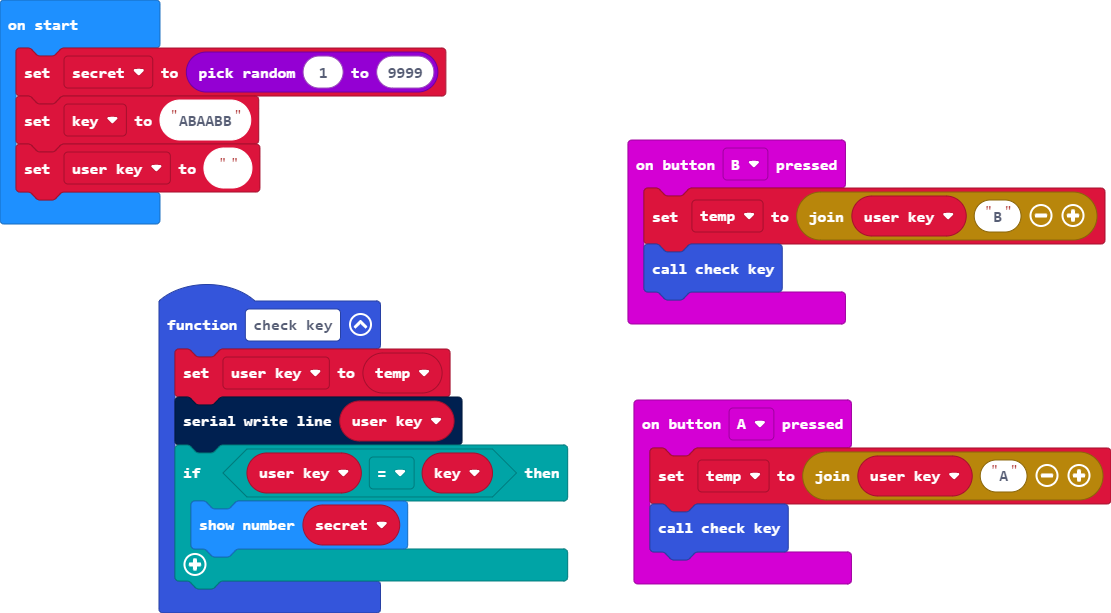 on start
set secret to pick random 1 to 9999
set key to "ABAABB"
set user key to " "
on button B pressed
set temp to join user key "B"
call check key
function check key
set user key to temp
serial write line user key
if user key = key then
show number secret
on button A pressed
set temp to join user key "A"
call check key